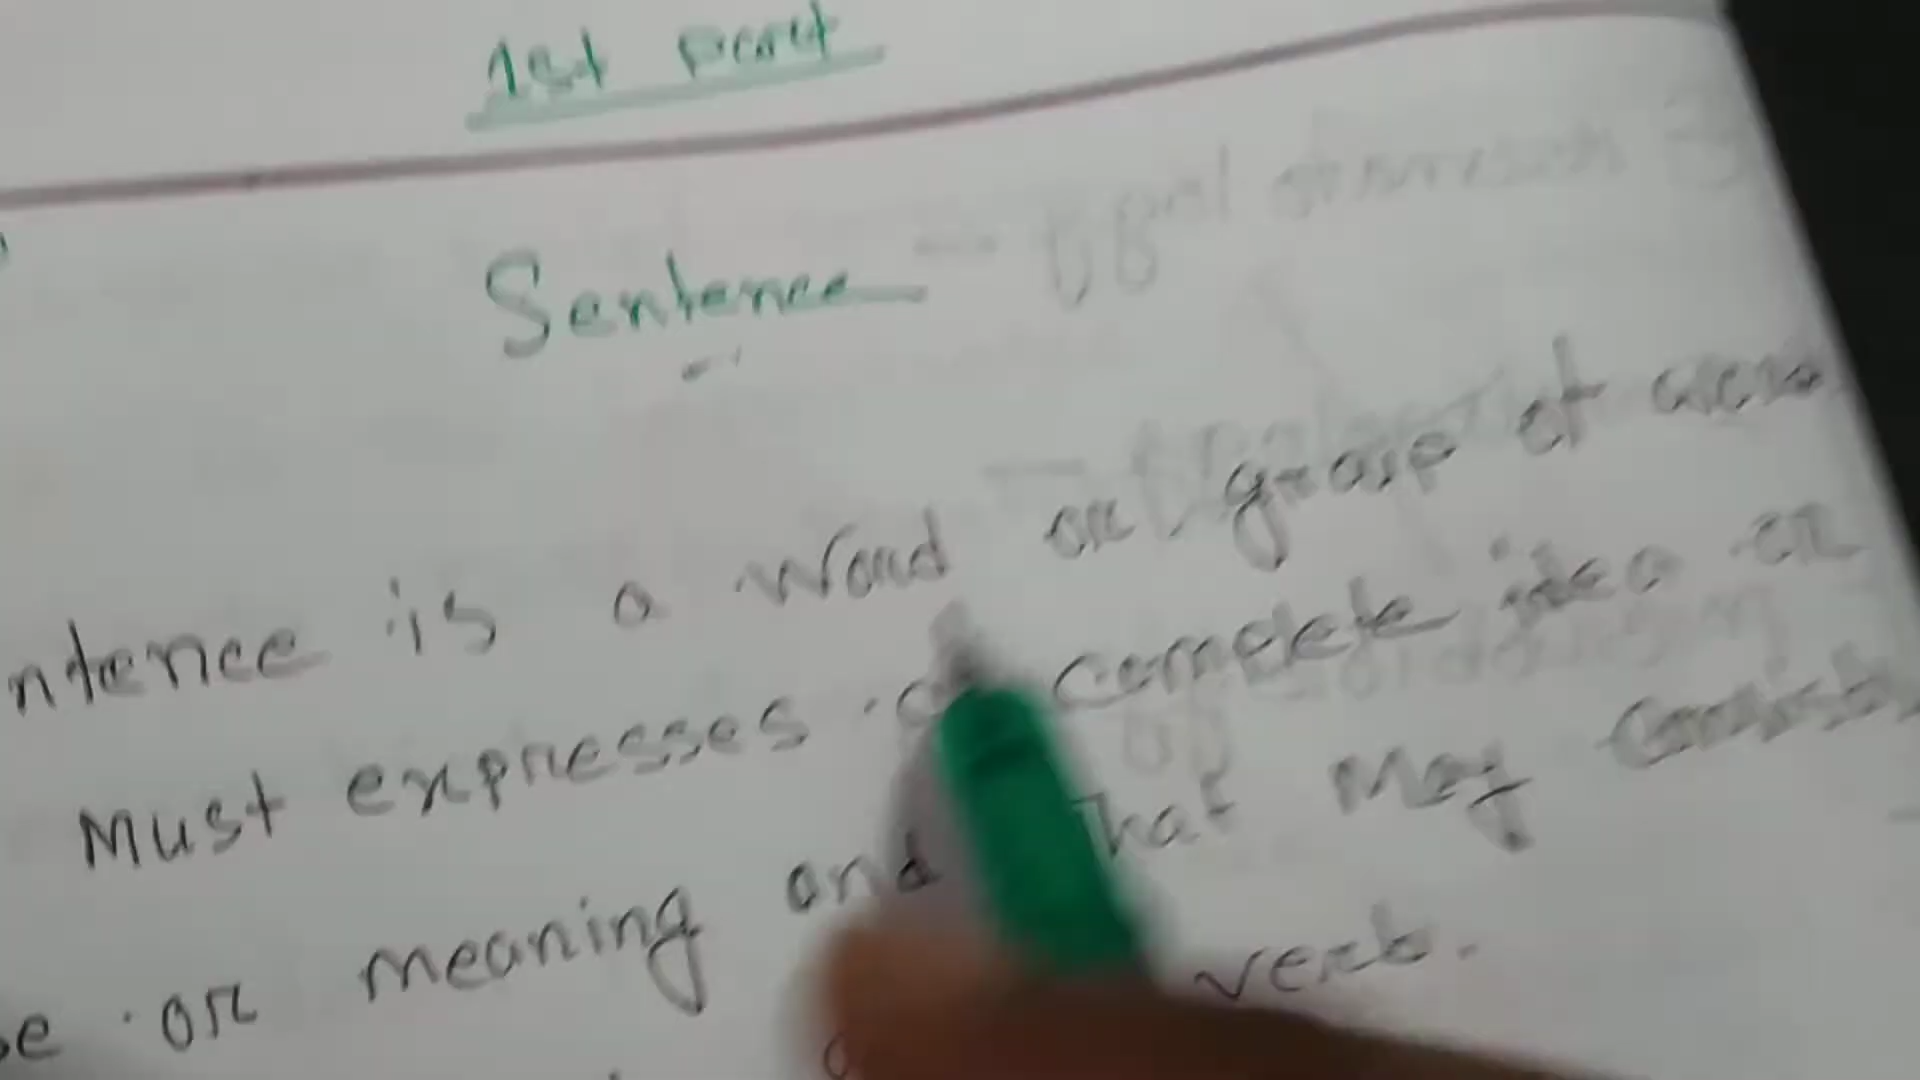 1st part
Sentence
ntence is a word or group of
Must expresses a complete idea or
se or meaning and that May
verb.